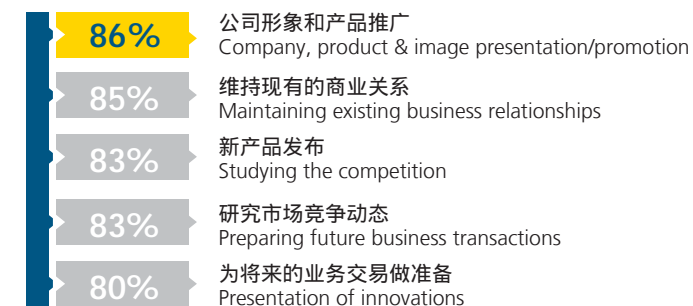 86%
公司形象和产品推广
Company, product & image presentation/promotion
85%
维持现有的商业关系
Maintaining existing business relationships
83%
新产品发布
Studying the competition
83%
研究市场竞争动态
Preparing future business transactions
80%
为将来的业务交易做准备
Presentation of innovations